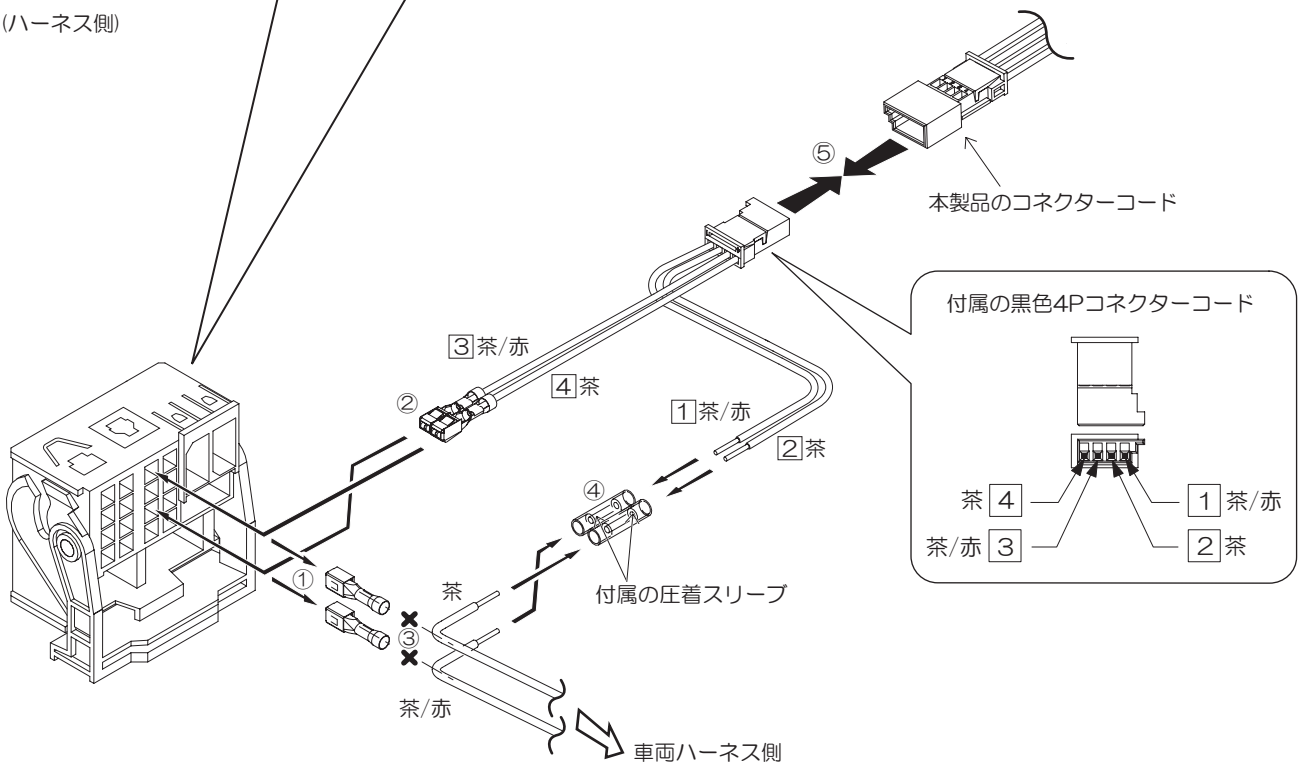 (ハーネス側)
⑤
本製品のコネクターコード
付属の黒色4Pコネクターコード
3 茶/赤
4 茶
②
1 茶/赤
2 茶
④
茶 4
1 茶/赤
茶/赤 3
2 茶
①
付属の圧着スリーブ
茶
③
茶/赤
車両ハーネス側